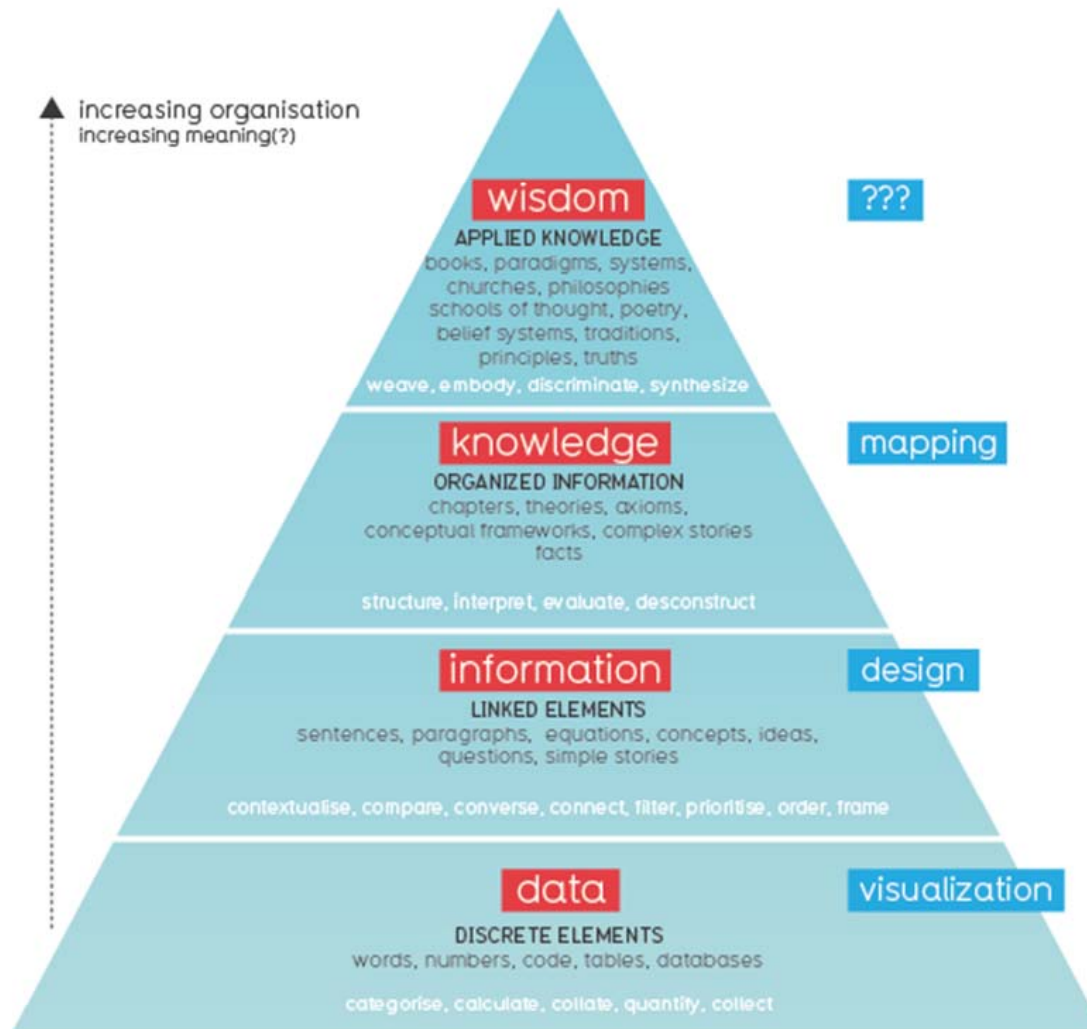 increasing organisation
increasing meaning(?)
wisdom
???
APPLIED KNOWLEDGE
books, paradigms, systems,
churches, philosophies
schools of thought, poetry,
belief systems, traditions,
principles, truths
weave, embody, discriminate, synthesize
knowledge
mapping
ORGANIZED INFORMATION
chapters, theories, axioms,
conceptual frameworks, complex stories
facts
structure, interpret, evaluate, desconstruct
information
design
LINKED ELEMENTS
sentences, paragraphs, equations, concepts, ideas,
questions, simple stories
contextualise, compare, converse, connect, filter, prioritise, order, frame
data
visualization
DISCRETE ELEMENTS
words, numbers, code, tables, databases
categorise, calculate, collate, quantify, collect